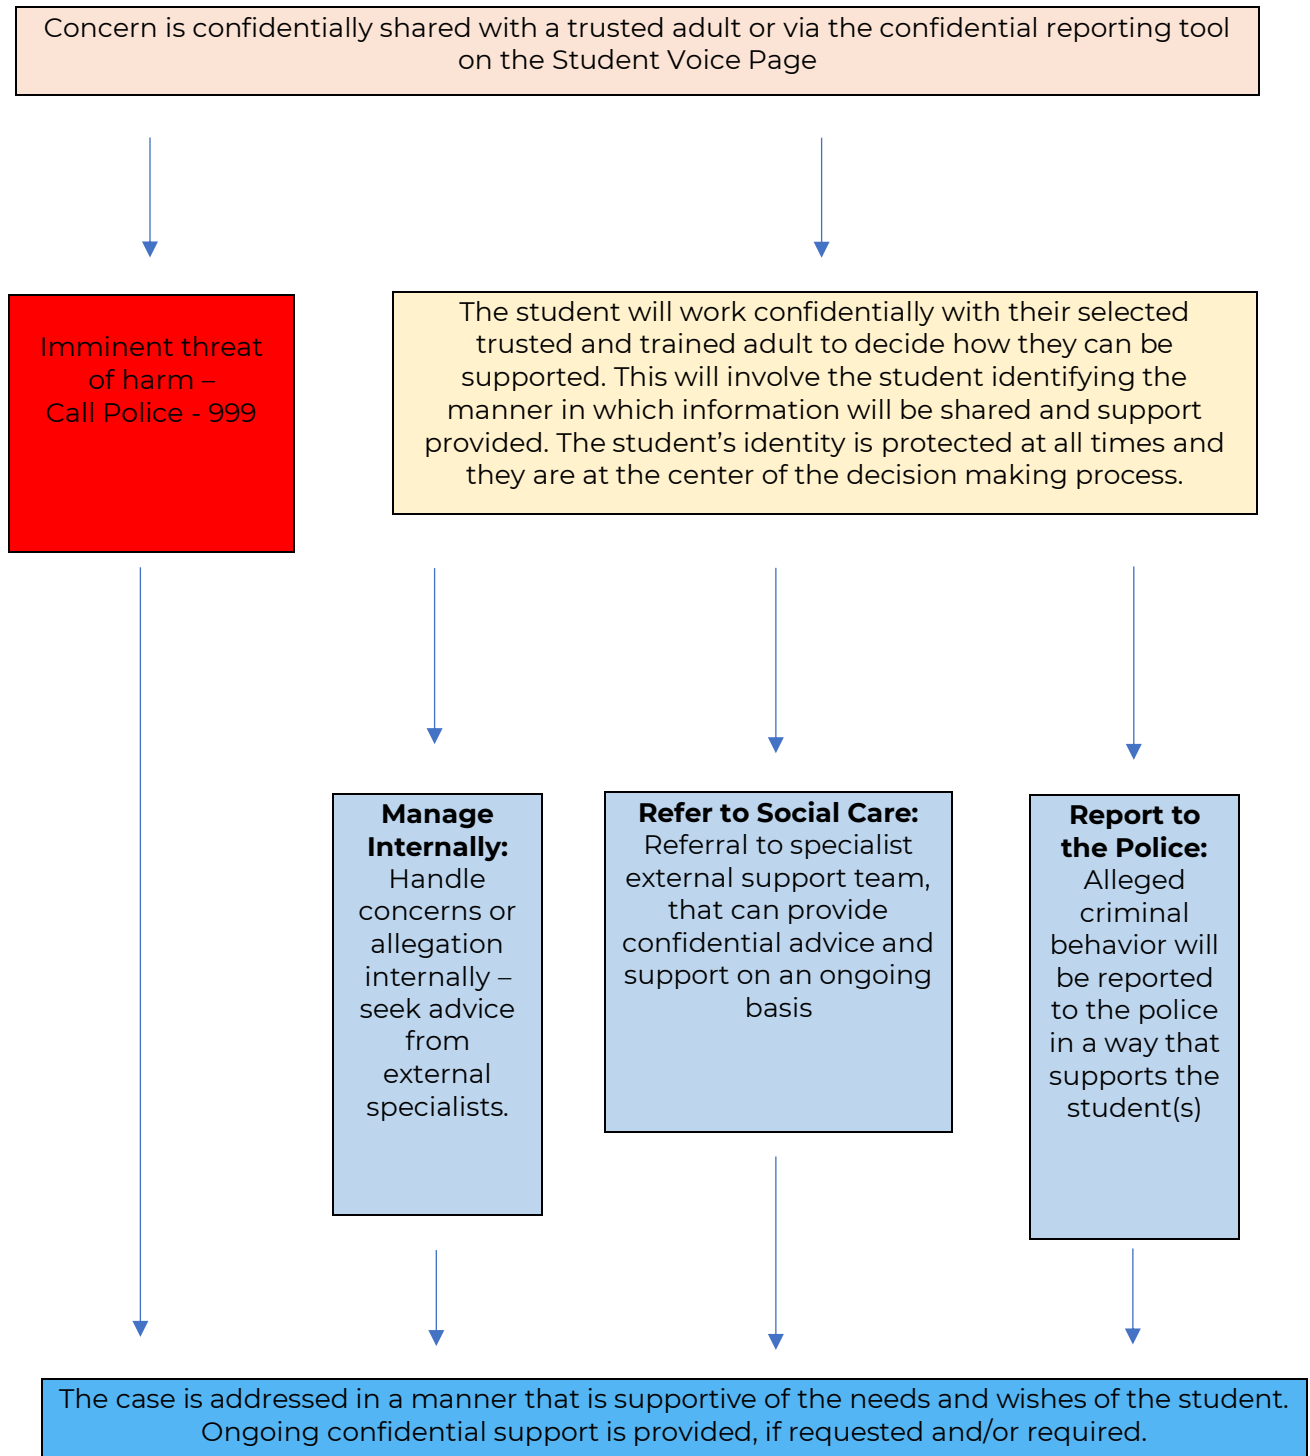 Concern is confidentially shared with a trusted adult or via the confidential reporting tool
on the Student Voice Page
Imminent threat
of harm –
Call Police - 999
The student will work confidentially with their selected
trusted and trained adult to decide how they can be
supported. This will involve the student identifying the
manner in which information will be shared and support
provided. The student’s identity is protected at all times and
they are at the center of the decision making process.
Manage
Internally:
Handle
concerns or
allegation
internally –
seek advice
from
external
specialists.
Refer to Social Care:
Referral to specialist
external support team,
that can provide
confidential advice and
support on an ongoing
basis
Report to
the Police:
Alleged
criminal
behavior will
be reported
to the police
in a way that
supports the
student(s)
The case is addressed in a manner that is supportive of the needs and wishes of the student.
Ongoing confidential support is provided, if requested and/or required.